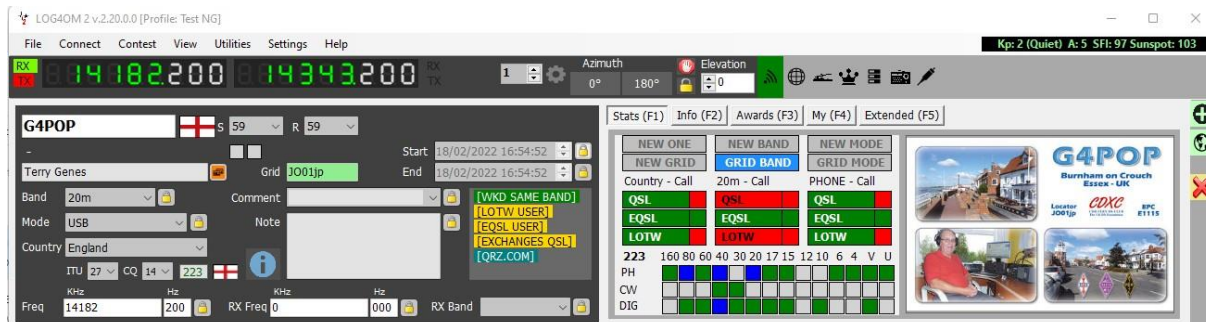 LOG4OM 2 v.2.20.0.0 [Profile: Test NG]
File Connect Contest View Utilities Settings Help
Kp: 2 (Quiet) A: 5 SFI: 97 Sunspot: 103
RX 14182.200 14343.200 RX
TX TX
1
Azimuth
0° 180°
Elevation
0
G4POP S 59 R 59
-
Start 18/02/2022 16:54:52
Terry Genes Grid JO01jp End 18/02/2022 16:54:52
Band 20m Comment
Mode USB Note
Country England
ITU 27 CQ 14 223
KHz Hz KHz Hz
Freq 14182 200 RX Freq 0 000 RX Band
[WKD SAME BAND]
[LOTW USER]
[EQSL USER]
[EXCHANGES QSL]
[QRZ.COM]
Stats (F1) Info (F2) Awards (F3) My (F4) Extended (F5)
NEW ONE NEW BAND NEW MODE
NEW GRID GRID BAND GRID MODE
Country - Call 20m - Call PHONE - Call
QSL QSL QSL
EQSL EQSL EQSL
LOTW LOTW LOTW
223 160 80 60 40 30 20 17 15 12 10 6 4 V U
PH
CW
DIG
G4POP
Burnham on Crouch
Essex - UK
Locator CDXC EPC
JO01jp E1115